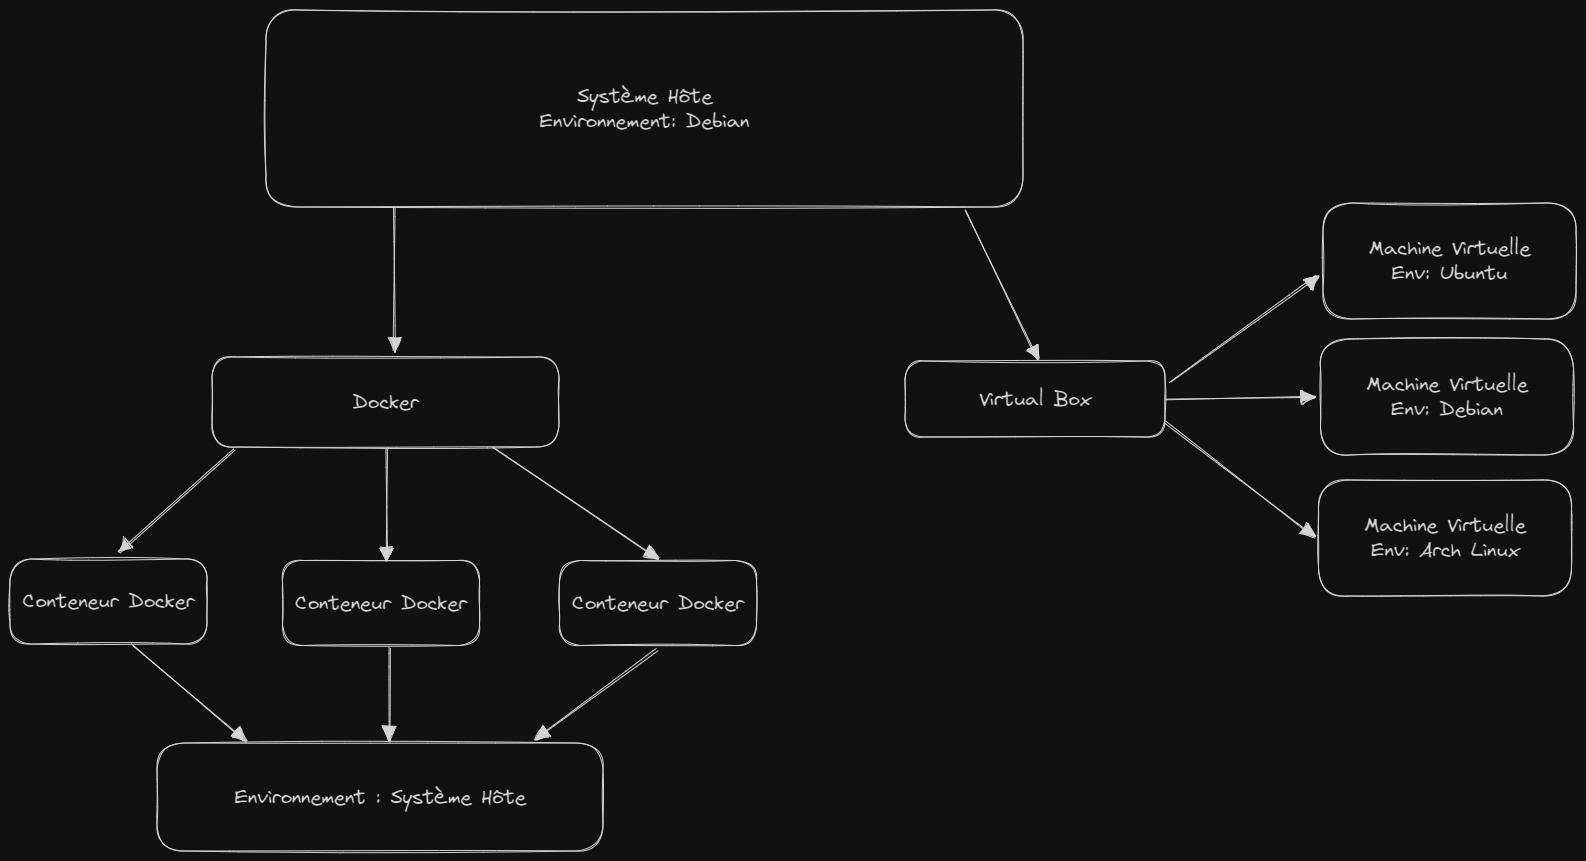 Système Hôte
Environnement: Debian
Machine Virtuelle
Env: Ubuntu
Docker
Virtual Box
Machine Virtuelle
Env: Debian
Machine Virtuelle
Env: Arch Linux
Conteneur Docker
Conteneur Docker
Conteneur Docker
Environnement : Système Hôte